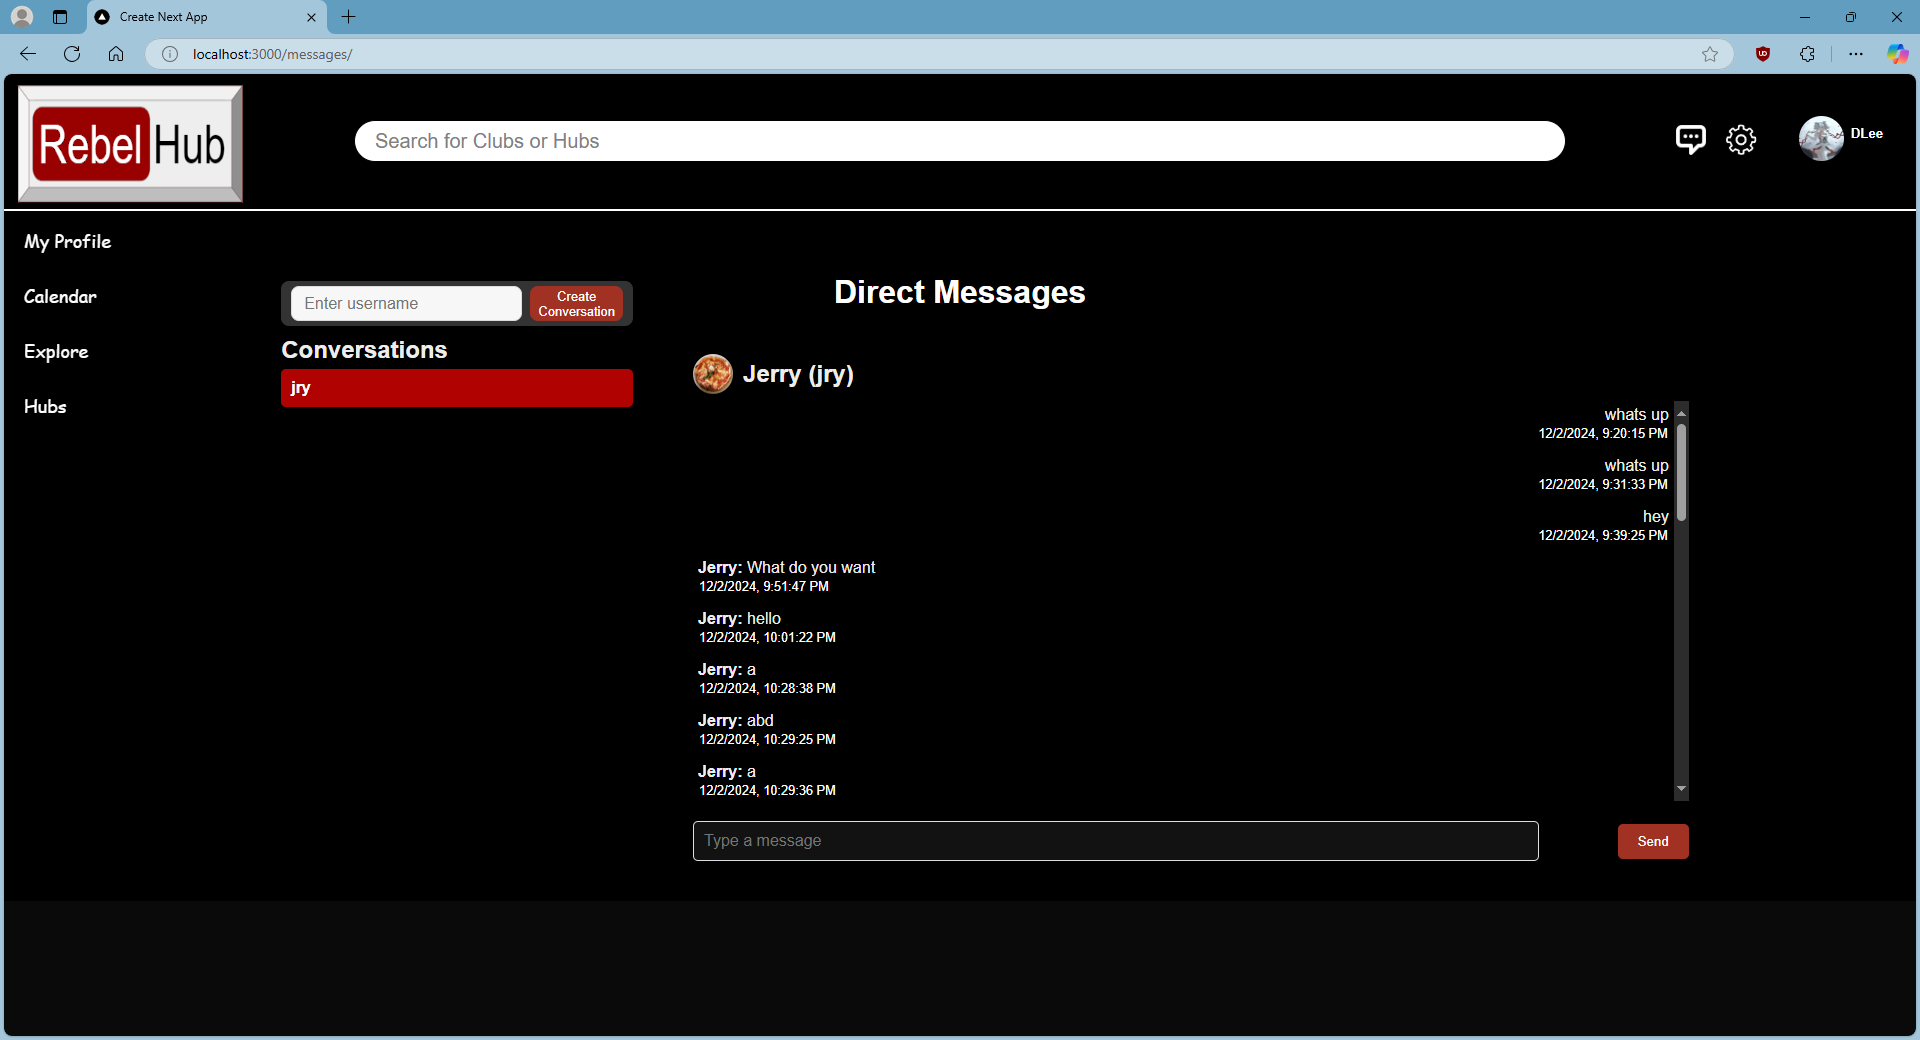 Create Next App
localhost:3000/messages/
Rebel Hub
Search for Clubs or Hubs
DLee
My Profile
Calendar
Explore
Hubs
Enter username
Create
Conversation
Conversations
jry
Direct Messages
Jerry (jry)
whats up
12/2/2024, 9:20:15 PM
whats up
12/2/2024, 9:31:33 PM
hey
12/2/2024, 9:39:25 PM
Jerry: What do you want
12/2/2024, 9:51:47 PM
Jerry: hello
12/2/2024, 10:01:22 PM
Jerry: a
12/2/2024, 10:28:38 PM
Jerry: abd
12/2/2024, 10:29:25 PM
Jerry: a
12/2/2024, 10:29:36 PM
Type a message
Send